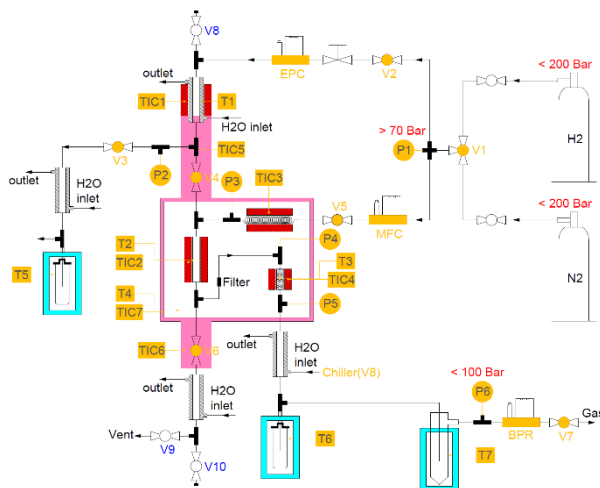 V8
< 200 Bar
outlet
EPC
V2
TIC1
T1
H2
> 70 Bar
H2O inlet
P1
V1
V3
TIC5
outlet
H2O
inlet
P2
V4
P3
TIC3
V5
< 200 Bar
MFC
T2
P4
TIC2
T3
N2
T5
TIC4
T4
Filter
TIC7
P5
TIC6
V6
outlet
H2O
inlet
outlet
H2O
inlet
Chiller(V8)
< 100 Bar
P6
Gas
Vent
V9
T6
BPR
V7
T7
V10